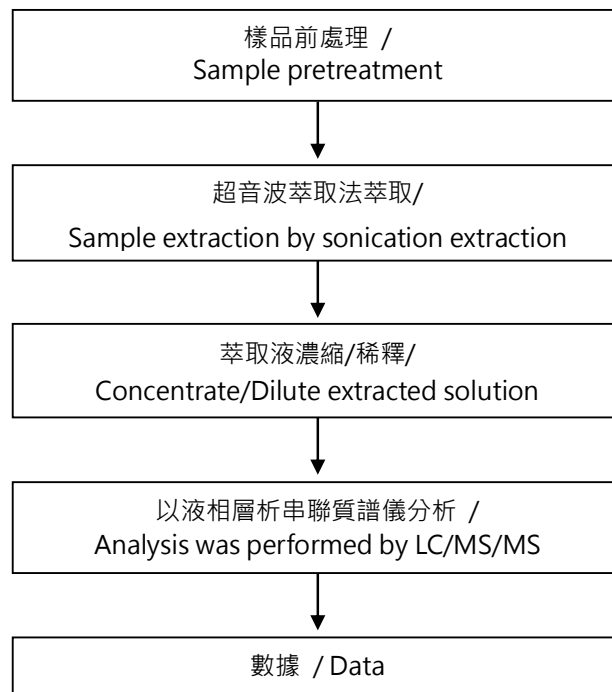 樣品前處理 /
Sample pretreatment
超音波萃取法萃取/
Sample extraction by sonication extraction
萃取液濃縮/稀釋/
Concentrate/Dilute extracted solution
以液相層析串聯質譜儀分析 /
Analysis was performed by LC/MS/MS
數據 / Data